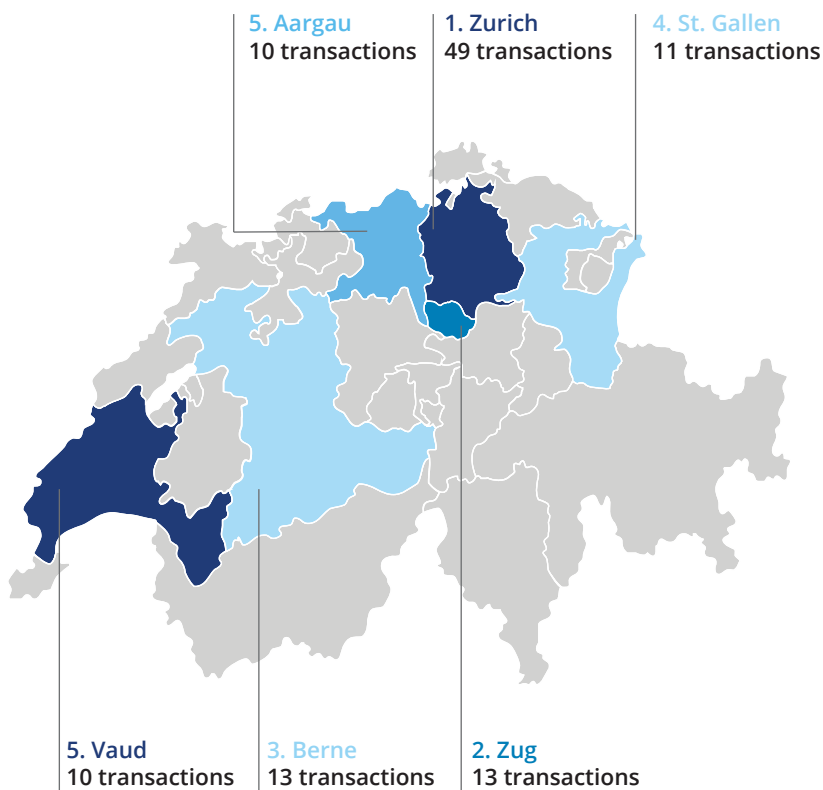 5. Aargau
10 transactions
1. Zurich
49 transactions
4. St. Gallen
11 transactions
5. Vaud
10 transactions
3. Berne
13 transactions
2. Zug
13 transactions